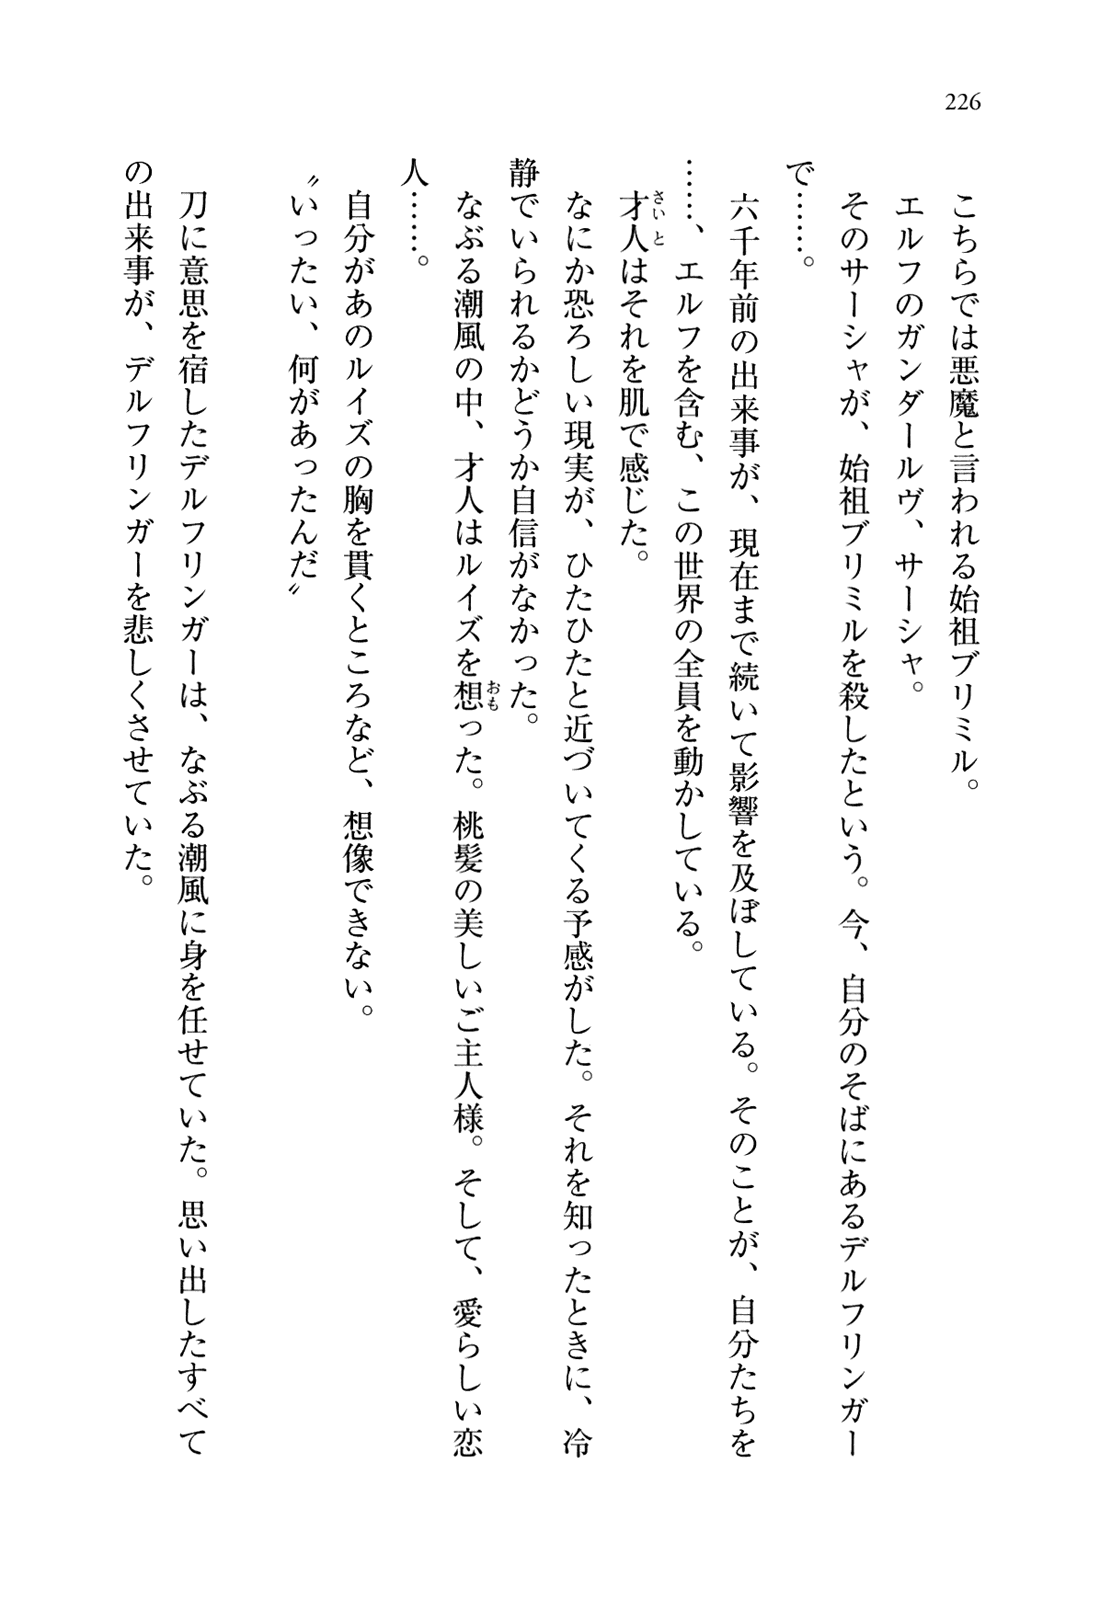 226
こちらでは悪魔と言われる始祖ブリミル。
エルフのガンダールヴ、サーシャ。
そのサーシャが、始祖ブリミルを殺したという。今、自分のそばにあるデルフリンガー
で……。
六千年前の出来事が、現在まで続いて影響を及ぼしている。そのことが、自分たちを
……、エルフを含む、この世界の全員を動かしている。
才人はそれを肌で感じた。
さいと
なにか恐ろしい現実が、ひたひたと近づいてくる予感がした。それを知ったときに、冷
静でいられるかどうか自信がなかった。
なぶる潮風の中、才人はルイズを想った。桃髪の美しいご主人様。そして、愛らしい恋
おも
人……。
自分があのルイズの胸を貫くところなど、想像できない。
〝いったい、何があったんだ〟
刀に意思を宿したデルフリンガーは、なぶる潮風に身を任せていた。思い出したすべて
の出来事が、デルフリンガーを悲しくさせていた。